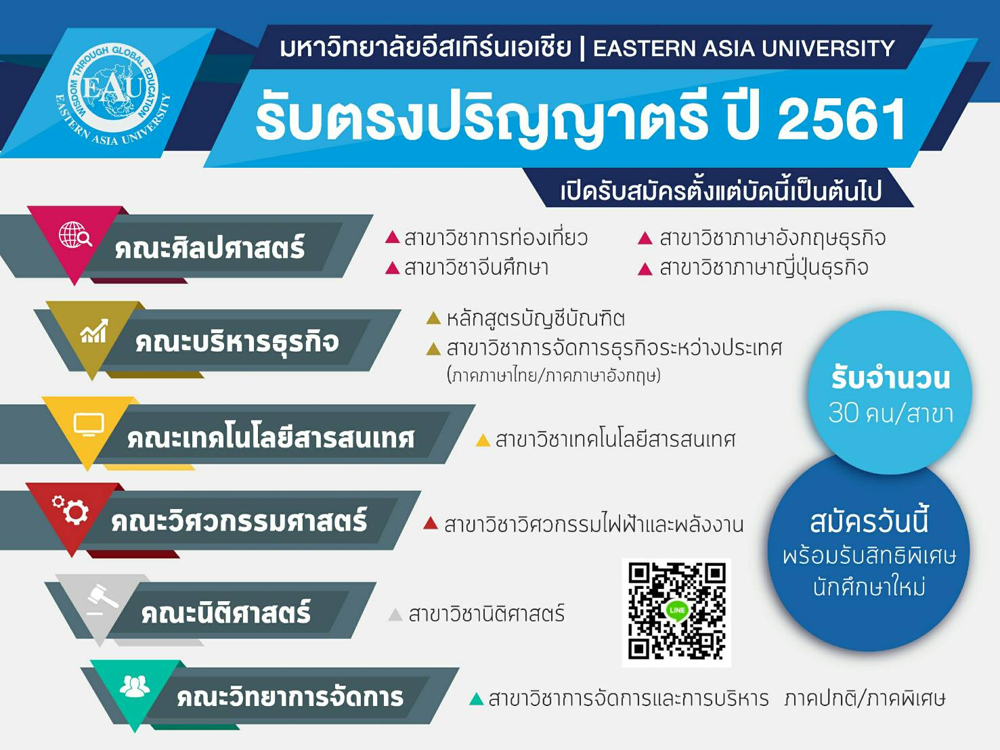 มหาวิทยาลัยอีสเทิร์นเอเชีย | EASTERN ASIA UNIVERSITY
WISDOM THROUGH GLOBAL EDUCATION
EAU
EASTERN ASIA UNIVERSITY
รับตรงปริญญาตรี ปี 2561
เปิดรับสมัครตั้งแต่บัดนี้เป็นต้นไป
คณะศิลปศาสตร์
สาขาวิชาการท่องเที่ยว
สาขาวิชาภาษาอังกฤษธุรกิจ
สาขาวิชาจีนศึกษา
สาขาวิชาภาษาญี่ปุ่นธุรกิจ
คณะบริหารธุรกิจ
หลักสูตรบัญชีบัณฑิต
สาขาวิชาการจัดการธุรกิจระหว่างประเทศ
(ภาคภาษาไทย/ภาคภาษาอังกฤษ)
รับจำนวน
30 คน/สาขา
คณะเทคโนโลยีสารสนเทศ
สาขาวิชาเทคโนโลยีสารสนเทศ
คณะวิศวกรรมศาสตร์
สาขาวิชาวิศวกรรมไฟฟ้าและพลังงาน
สมัครวันนี้
พร้อมรับสิทธิพิเศษ
นักศึกษาใหม่
คณะนิติศาสตร์
สาขาวิชานิติศาสตร์
LINE
คณะวิทยาการจัดการ
สาขาวิชาการจัดการและการบริหาร ภาคปกติ/ภาคพิเศษ